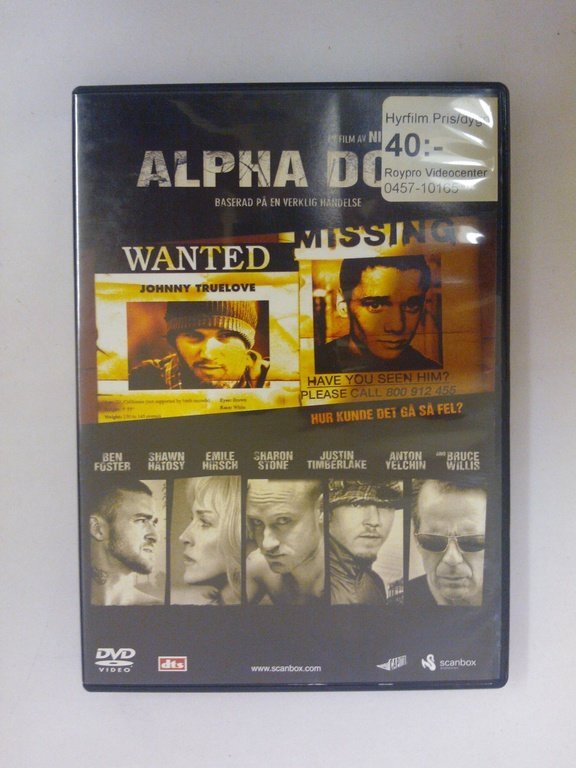 Hyrfilm Pris/dygn
40:-
Roypro Videocenter
0457-10165
FILM AV NI
ALPHA DO
BASERAD PÅ EN VERKLIG HÄNDELSE
MISSING
WANTED
JOHNNY TRUELOVE
HAVE YOU SEEN HIM?
PLEASE CALL 800 912 455
HUR KUNDE DET GÅ SÅ FEL?
BEN FOSTER
SHAWN HATOSY
EMILE HIRSCH
SHARON STONE
JUSTIN TIMBERLAKE
ANTON YELCHIN
AND BRUCE WILLIS
DVD
VIDEO
dts
www.scanbox.com
scanbox